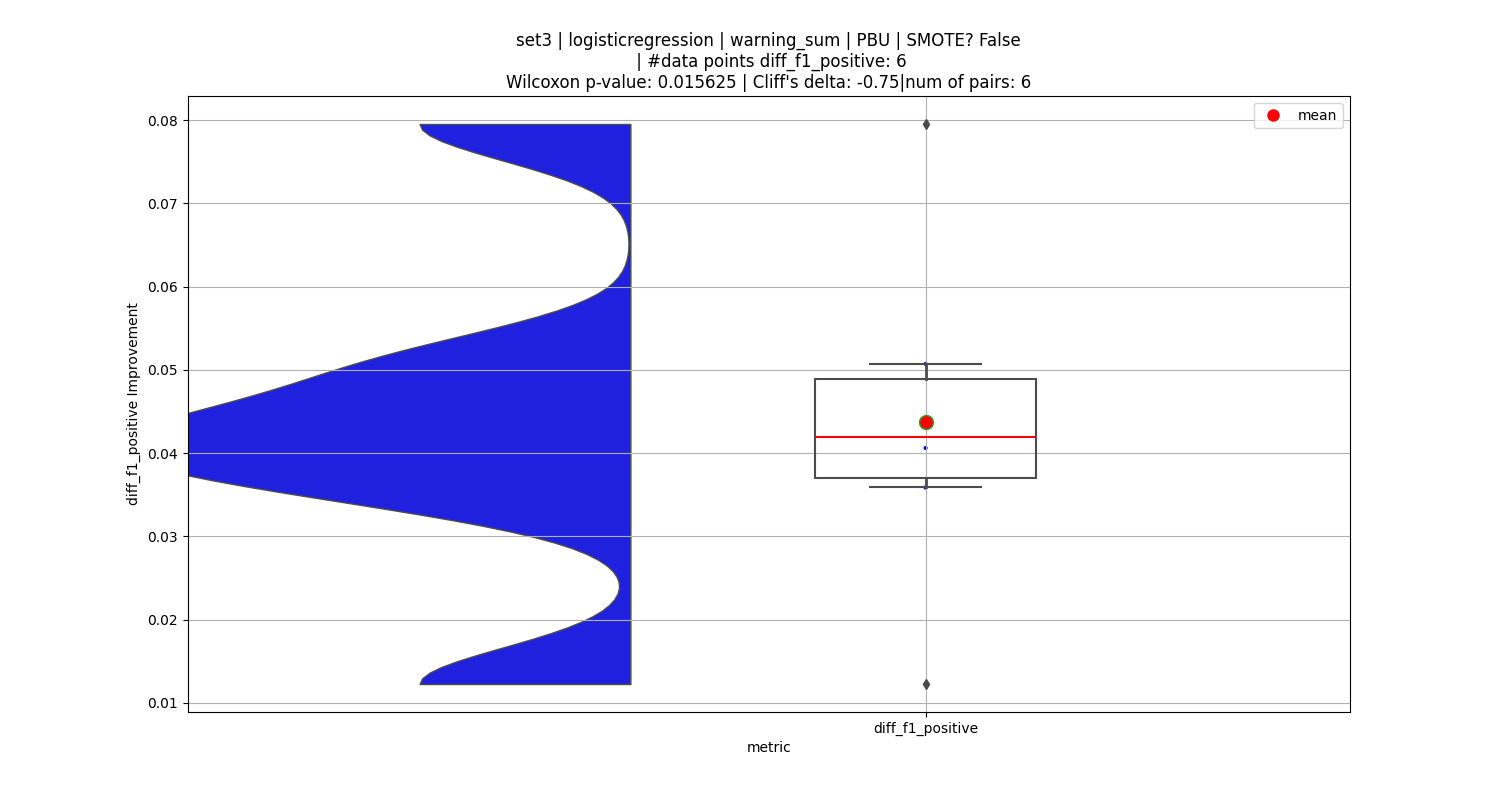 set3 | logisticregression | warning_sum | PBU | SMOTE? False
| #data points diff_f1_positive: 6
Wilcoxon p-value: 0.015625 | Cliff's delta: -0.75|num of pairs: 6
mean
0.08
0.07
0.06
0.05
0.04
0.03
0.02
0.01
diff_f1_positive Improvement
diff_f1_positive
metric